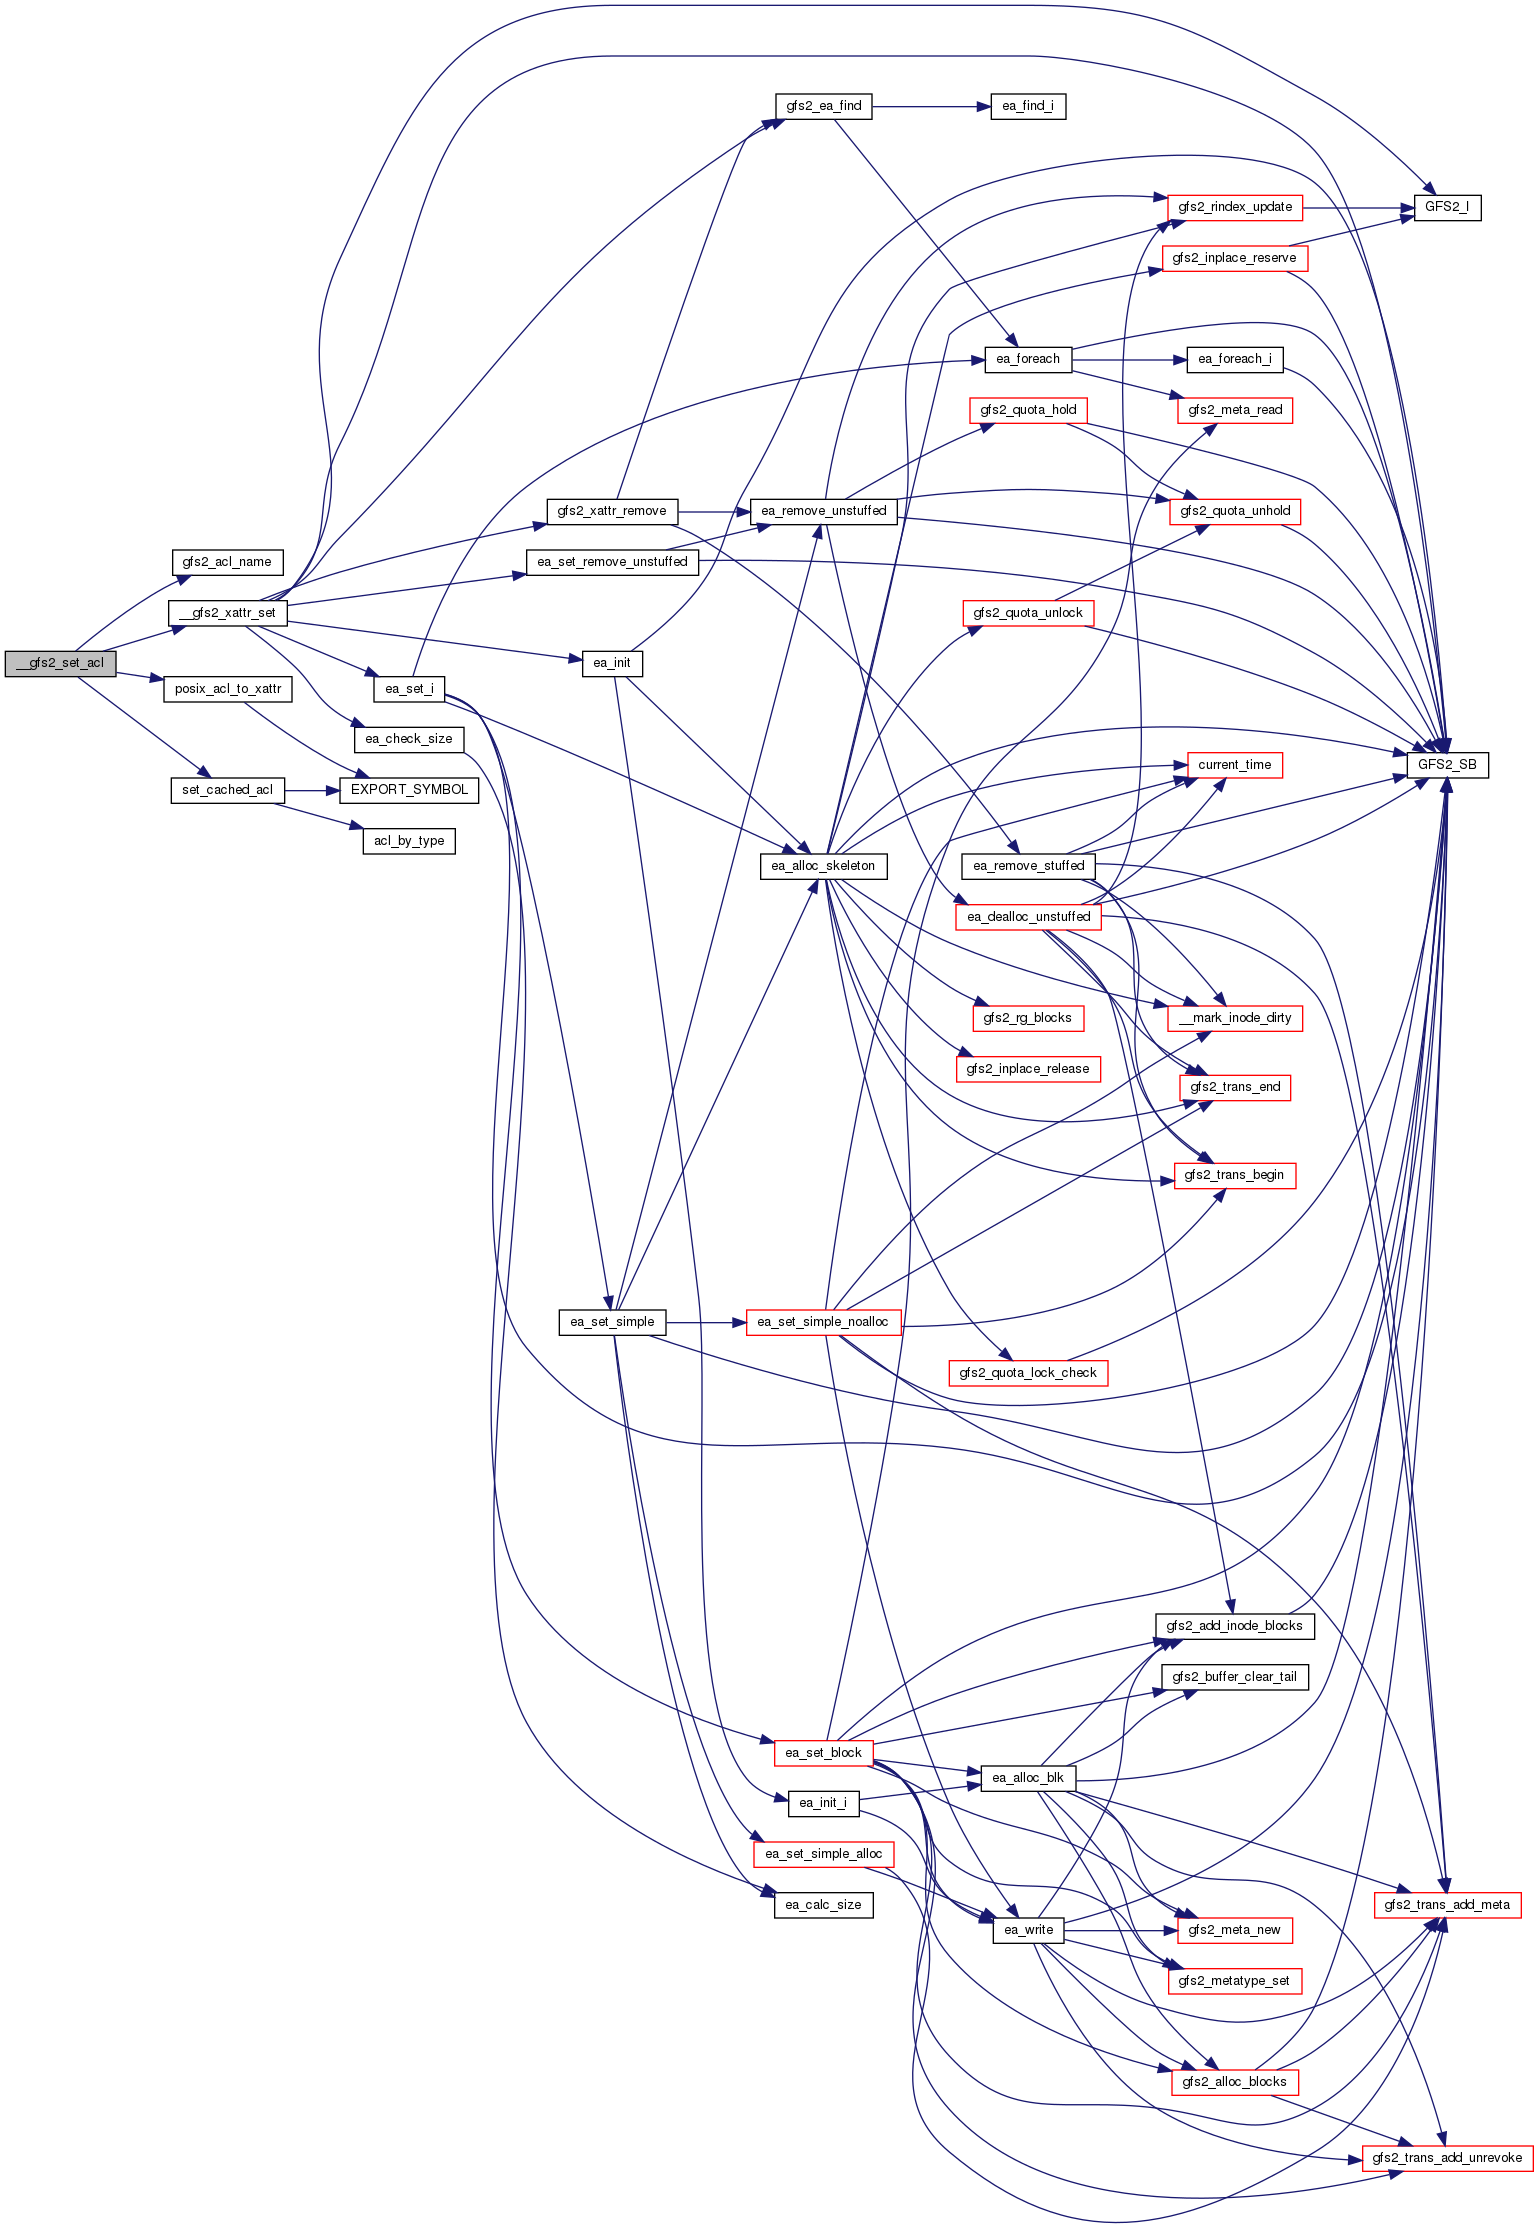 gfs2_ea_find
ea_find_i
gfs2_rindex_update
GFS2_I
gfs2_inplace_reserve
ea_foreach
ea_foreach_i
gfs2_quota_hold
gfs2_meta_read
gfs2_xattr_remove
ea_remove_unstuffed
gfs2_quota_unhold
gfs2_acl_name
ea_set_remove_unstuffed
__gfs2_xattr_set
gfs2_quota_unlock
__gfs2_set_acl
ea_init
posix_acl_to_xattr
ea_set_i
ea_check_size
current_time
GFS2_SB
set_cached_acl
EXPORT_SYMBOL
acl_by_type
ea_alloc_skeleton
ea_remove_stuffed
ea_dealloc_unstuffed
gfs2_rg_blocks
__mark_inode_dirty
gfs2_inplace_release
gfs2_trans_end
gfs2_trans_begin
ea_set_simple
ea_set_simple_noalloc
gfs2_quota_lock_check
gfs2_add_inode_blocks
gfs2_buffer_clear_tail
ea_set_block
ea_alloc_blk
ea_init_i
ea_set_simple_alloc
ea_calc_size
gfs2_trans_add_meta
ea_write
gfs2_meta_new
gfs2_metatype_set
gfs2_alloc_blocks
gfs2_trans_add_unrevoke